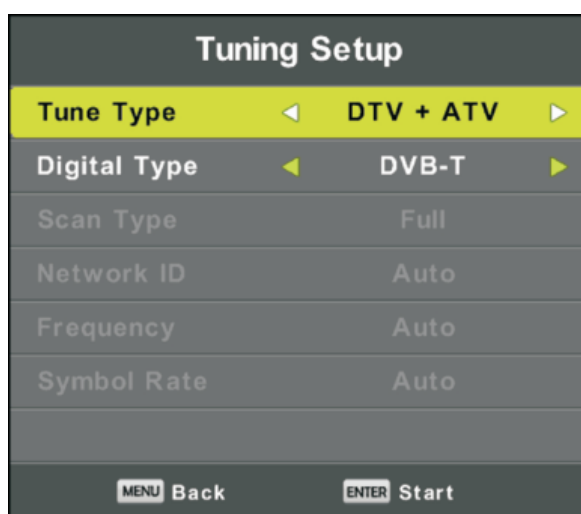 Tuning Setup
Tune Type DTV + ATV
Digital Type DVB-T
Scan Type Full
Network ID Auto
Frequency Auto
Symbol Rate Auto
MENU Back ENTER Start